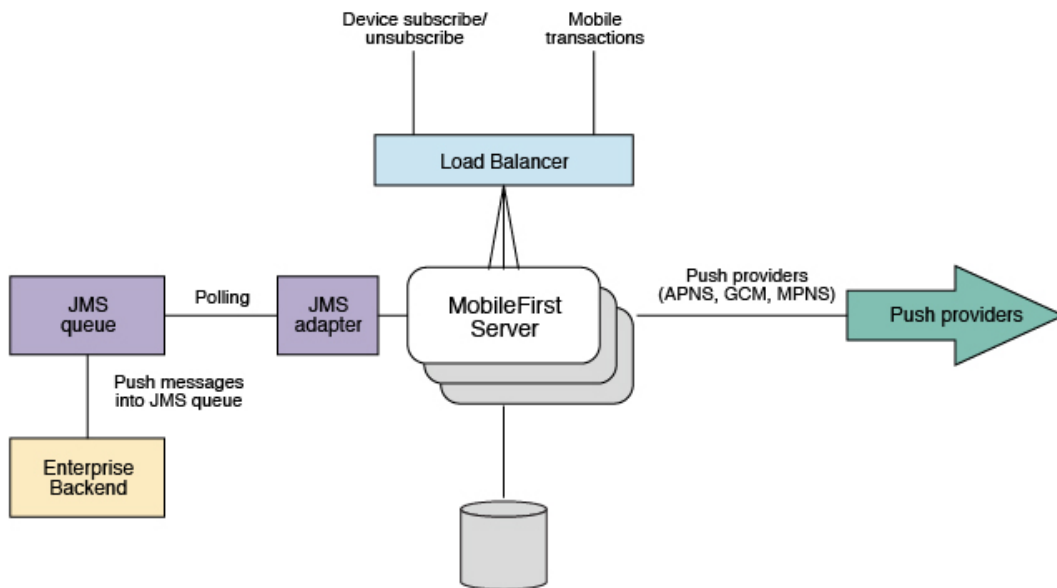 Device subscribe/
unsubscribe
Mobile
transactions
Load Balancer
JMS
queue
Polling
JMS
adapter
MobileFirst
Server
Push providers
(APNS, GCM, MPNS)
Push providers
Push messages
into JMS queue
Enterprise
Backend